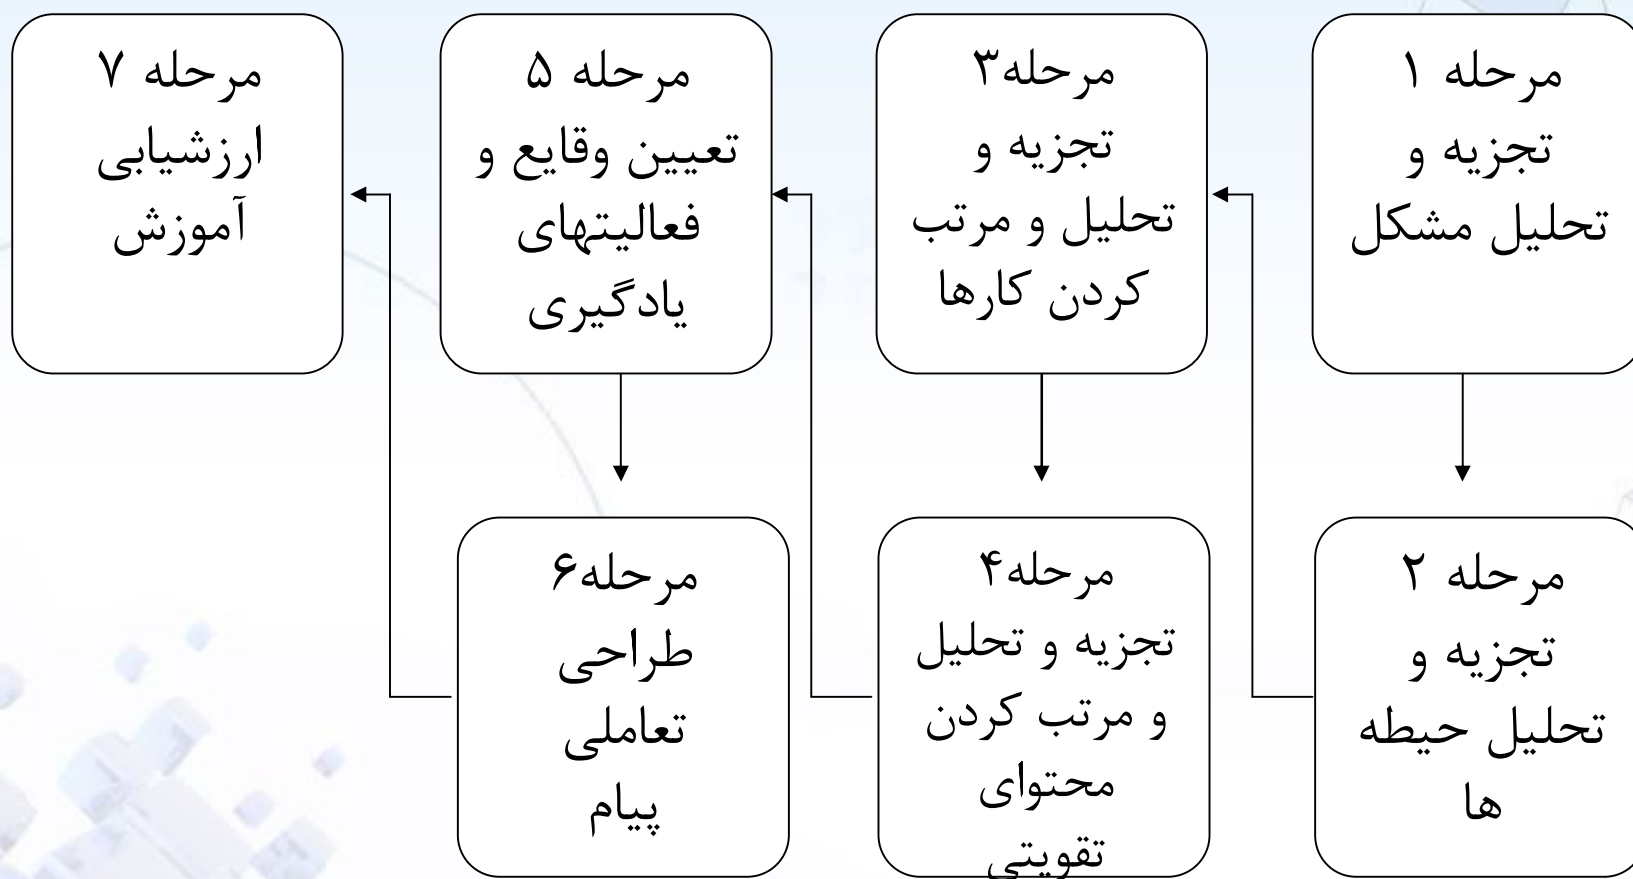 مرحله ۱
تجزیه و
تحلیل مشکل
مرحله ۲
تجزیه و
تحلیل حیطه
ها
مرحله۳
تجزیه و
تحلیل و مرتب
کردن کارها
مرحله۴
تجزیه و تحلیل
و مرتب کردن
محتوای
تقویتی
مرحله ۵
تعیین وقایع و
فعالیتهای
یادگیری
مرحله۶
طراحی
تعاملی
پیام
مرحله ۷
ارزشیابی
آموزش